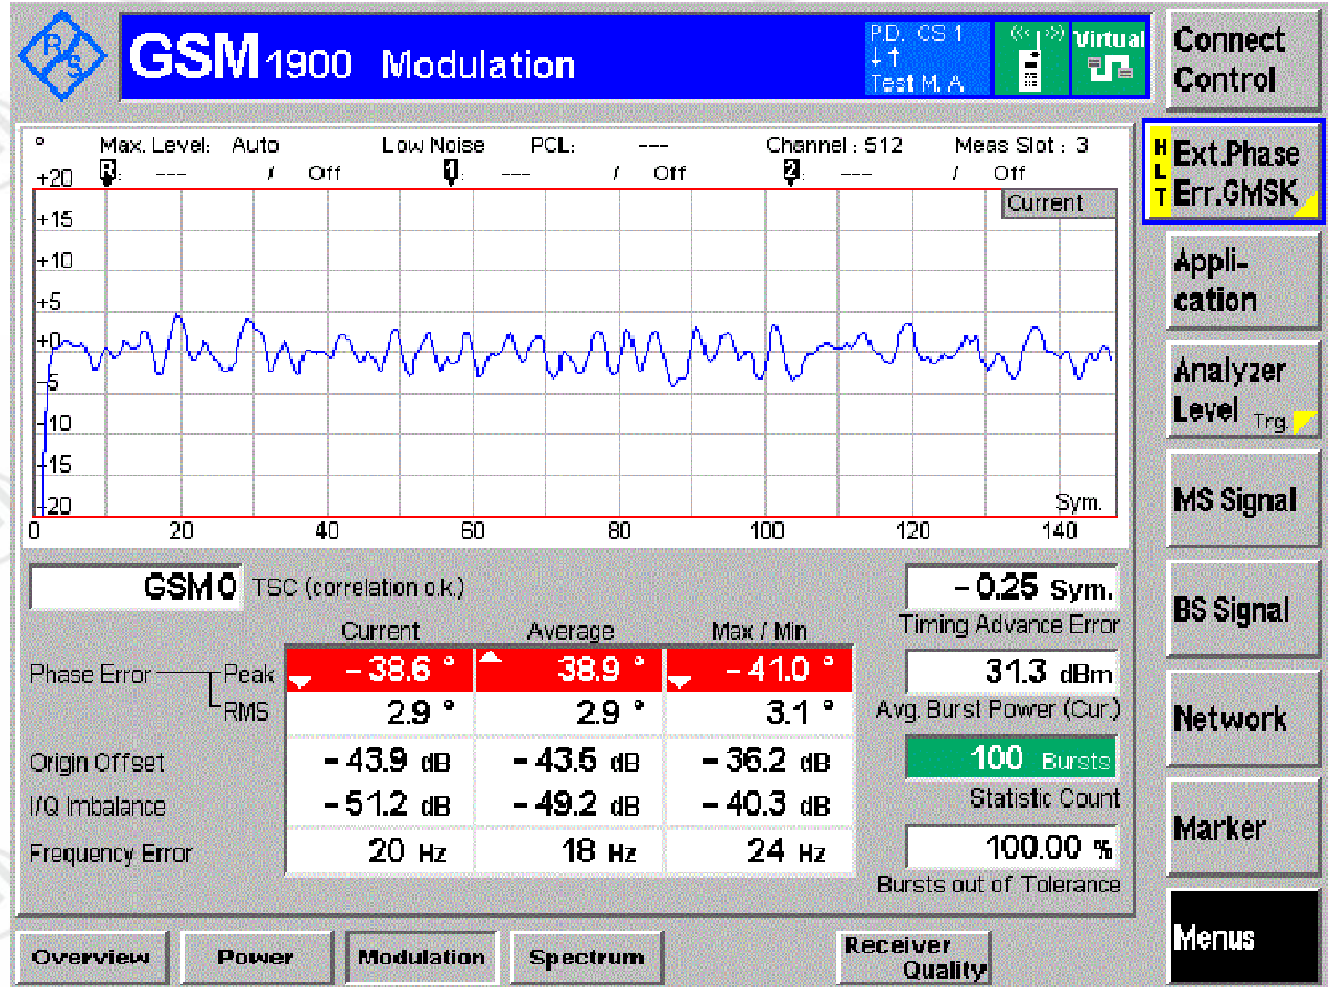 R&S
GSM 1900 Modulation
P.D. CS 1
↓↑
Test M. A
Virtual
Connect
Control
° Max. Level: Auto Low Noise PCL: --- Channel : 512 Meas Slot : 3
R: --- / Off 1: --- / Off 2: --- / Off
Current
+20
+15
+10
+5
+0
-5
-10
-15
-20
Sym.
0 20 40 60 80 100 120 140
HLT
Ext.Phase
Err.GMSK
Appli-
cation
Analyzer
Level Trg.
MS Signal
BS Signal
Network
Marker
Menus
GSM 0 TSC (correlation o.k.)
Current Average Max / Min
Phase Error Peak – 38.6 ° 38.9 ° – 41.0 °
RMS 2.9 ° 2.9 ° 3.1 °
Origin Offset – 43.9 dB – 43.5 dB – 36.2 dB
I/Q Imbalance – 51.2 dB – 49.2 dB – 40.3 dB
Frequency Error 20 Hz 18 Hz 24 Hz
– 0.25 Sym.
Timing Advance Error
31.3 dBm
Avg. Burst Power (Cur.)
100 Bursts
Statistic Count
100.00 %
Bursts out of Tolerance
Overview Power Modulation Spectrum Receiver
Quality